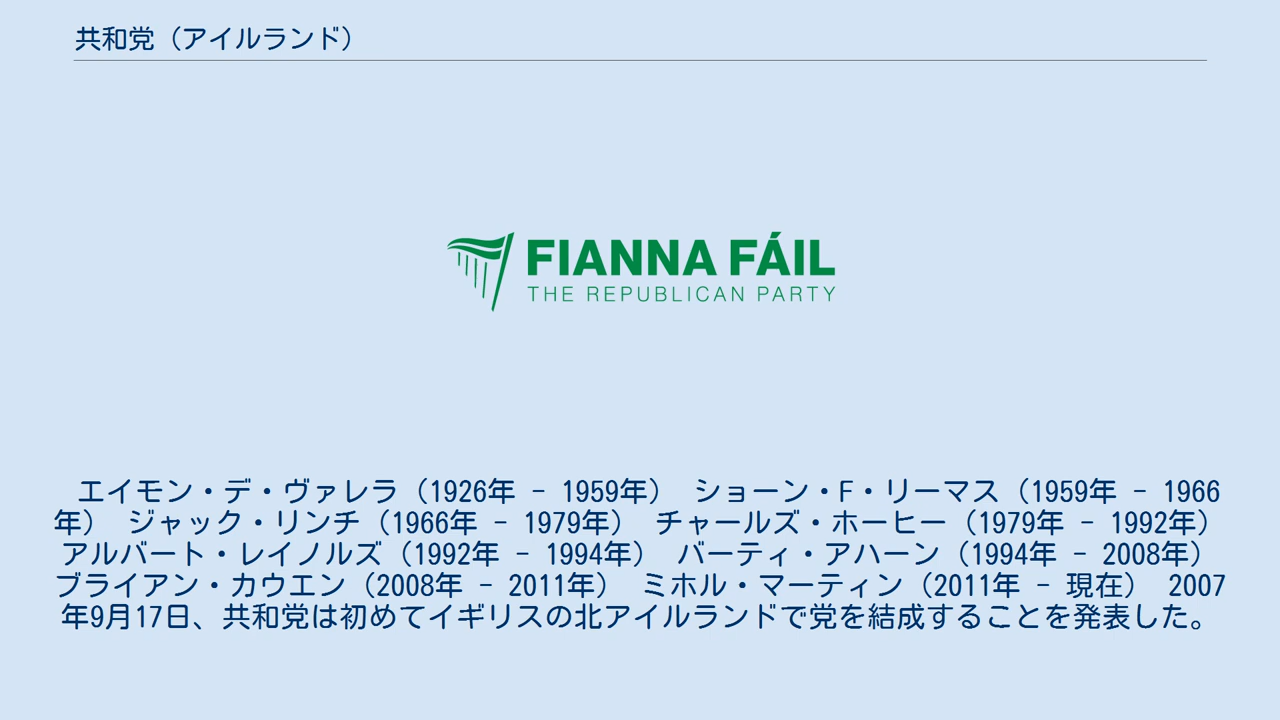 共和党（アイルランド）
FIANNA FÁIL
THE REPUBLICAN PARTY
エイモン・デ・ヴァレラ（1926年 - 1959年） ショーン・F・リーマス（1959年 - 1966
年） ジャック・リンチ（1966年 - 1979年） チャールズ・ホーヒー（1979年 - 1992年）
アルバート・レイノルズ（1992年 - 1994年） バーティ・アハーン（1994年 - 2008年）
ブライアン・カウエン（2008年 - 2011年） ミホル・マーティン（2011年 - 現在） 2007
年9月17日、共和党は初めてイギリスの北アイルランドで党を結成することを発表した。